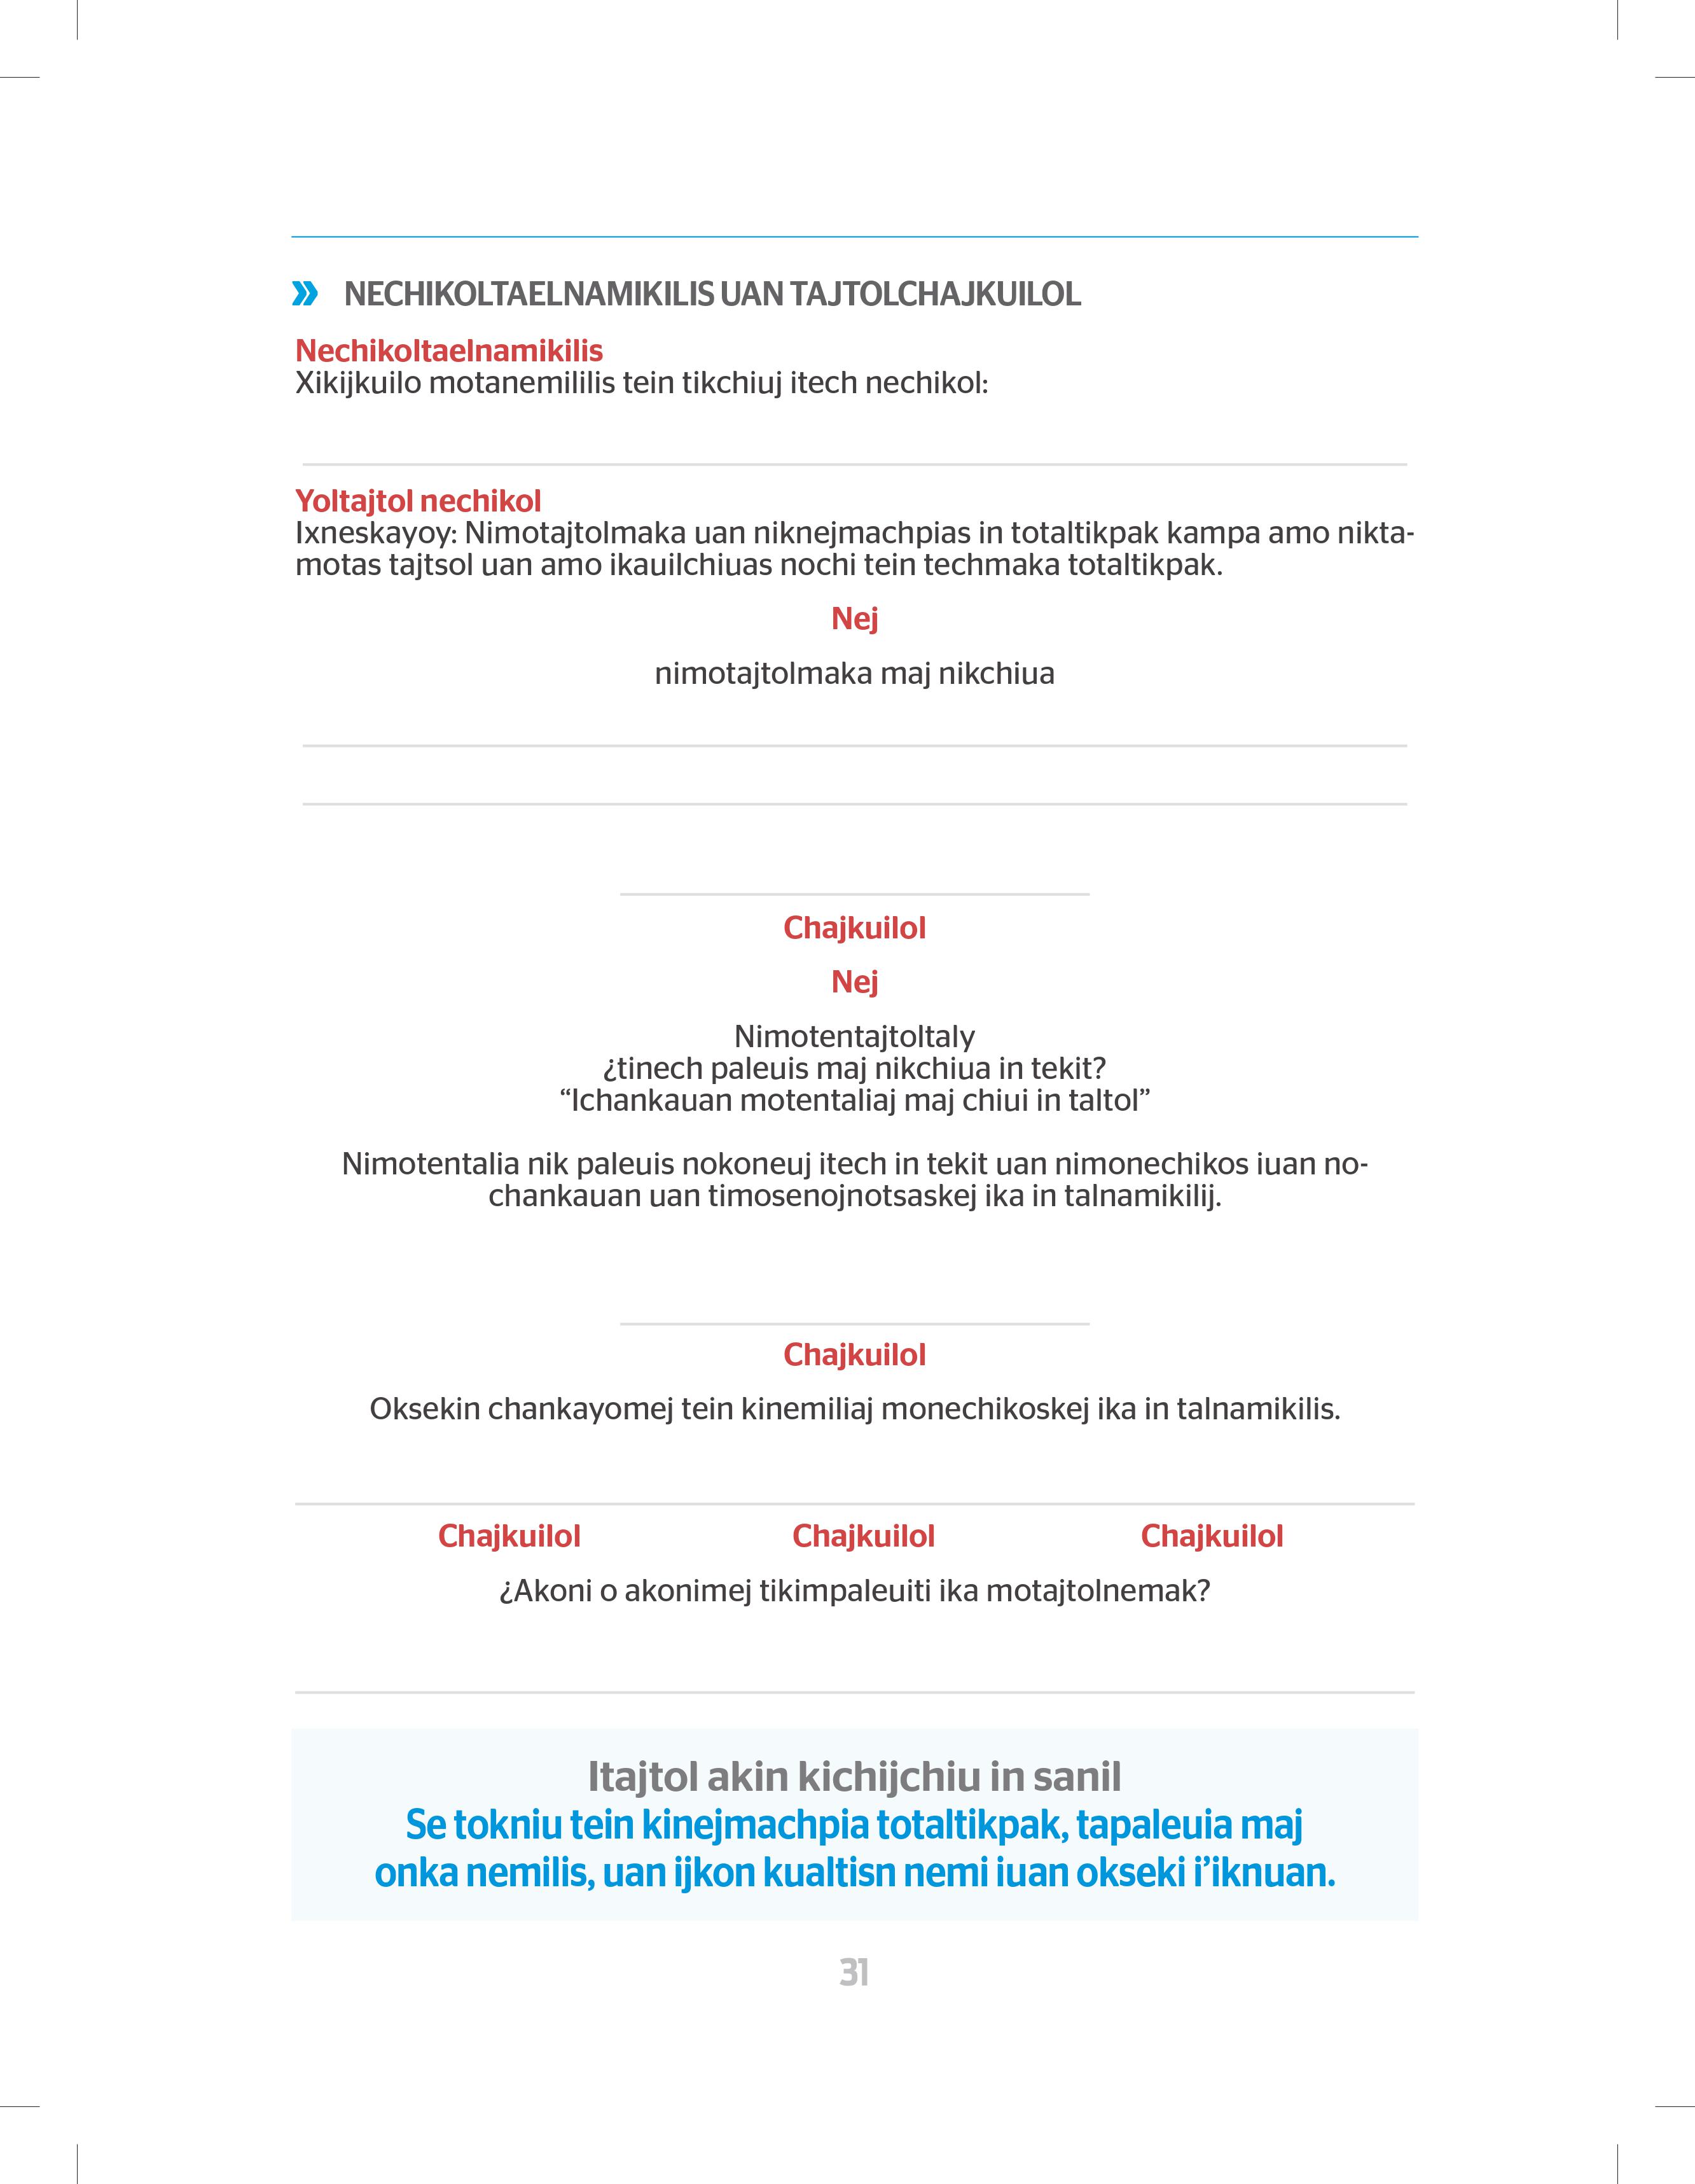 » NECHIKOLTAELNAMIKILIS UAN TAJTOLCHAJKUILOL
Nechikoltaelnamikilis
Xikijkuilo motanemililis tein tikchiuj itech nechikol:
Yoltajtol nechikol
Ixneskayoy: Nimotajtolmaka uan niknejmachpias in totaltikpak kampa amo nikta-
motas tajtsol uan amo ikauilchiuas nochi tein techmaka totaltikpak.
Nej
nimotajtolmaka maj nikchiua
Chajkuilol
Nej
Nimotentajtoltaly
¿tinech paleuis maj nikchiua in tekit?
“Ichankauan motentaliaj maj chiui in taltol”
Nimotentalia nik paleuis nokoneuj itech in tekit uan nimonechikos iuan no-
chankauan uan timosenojnotsaskej ika in talnamikilij.
Chajkuilol
Oksekin chankayomej tein kinemiliaj monechikoskej ika in talnamikilis.
Chajkuilol Chajkuilol Chajkuilol
¿Akoni o akonimej tikimpaleuiti ika motajtolnemak?
Itajtol akin kichijchiu in sanil
Se tokniu tein kinejmachpia totaltikpak, tapaleuia maj
onka nemilis, uan ijkon kualtisn nemi iuan okseki i’iknuan.
31